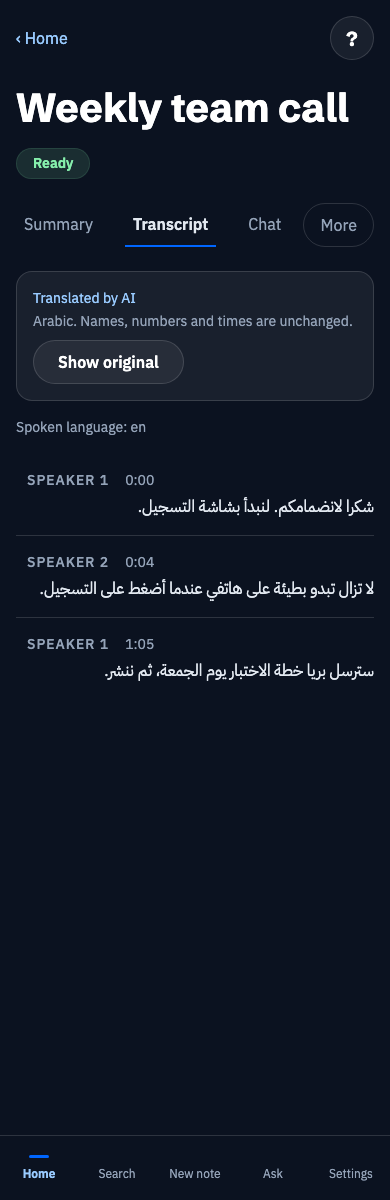 ‹ Home
?
Weekly team call
Ready
Summary
Transcript
Chat
More
Translated by AI
Arabic. Names, numbers and times are unchanged.
Show original
Spoken language: en
SPEAKER 1 0:00
شكرا لانضمامكم. لنبدأ بشاشة التسجيل.
SPEAKER 2 0:04
لا تزال تبدو بطيئة على هاتفي عندما أضغط على التسجيل.
SPEAKER 1 1:05
سترسل بريا خطة الاختبار يوم الجمعة، ثم ننشر.
Home
Search
New note
Ask
Settings